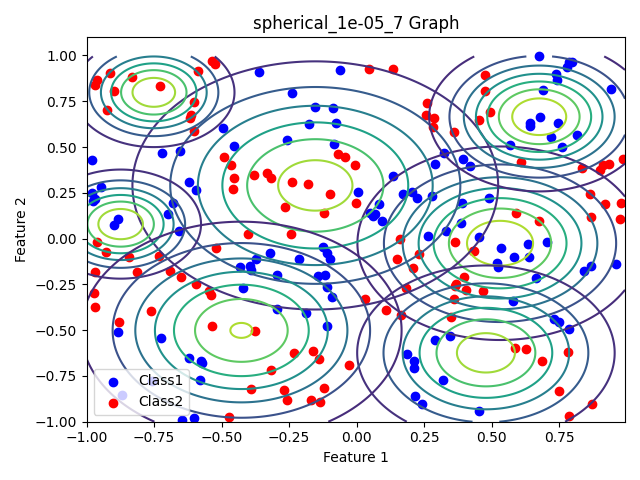 spherical_1e-05_7 Graph
1.00
0.75
0.50
0.25
0.00
−0.25
−0.50
−0.75
−1.00
Feature 2
Class1
Class2
−1.00 −0.75 −0.50 −0.25 0.00 0.25 0.50 0.75
Feature 1